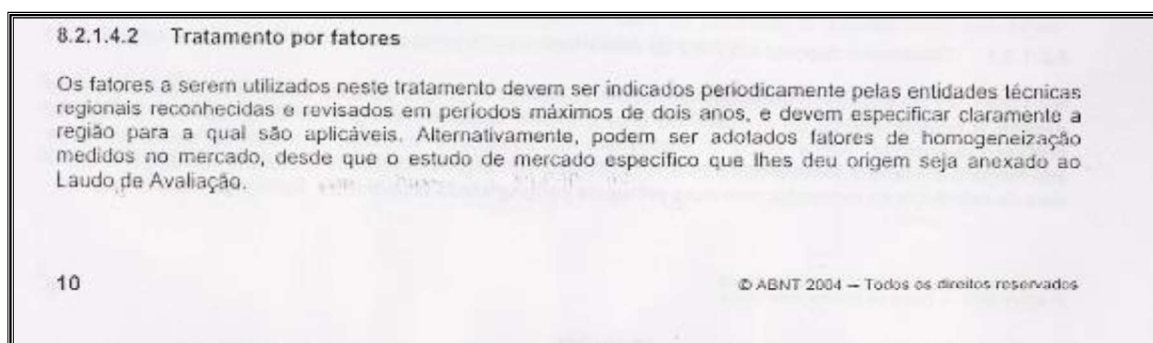 8.2.1.4.2 Tratamento por fatores
Os fatores a serem utilizados neste tratamento devem ser indicados periodicamente pelas entidades técnicas
regionais reconhecidas e revisados em períodos máximos de dois anos, e devem especificar claramente a
região para a qual são aplicáveis. Alternativamente, podem ser adotados fatores de homogeneização
medidos no mercado, desde que o estudo de mercado específico que lhes deu origem seja anexado ao
Laudo de Avaliação.
10
© ABNT 2004 – Todos os direitos reservados